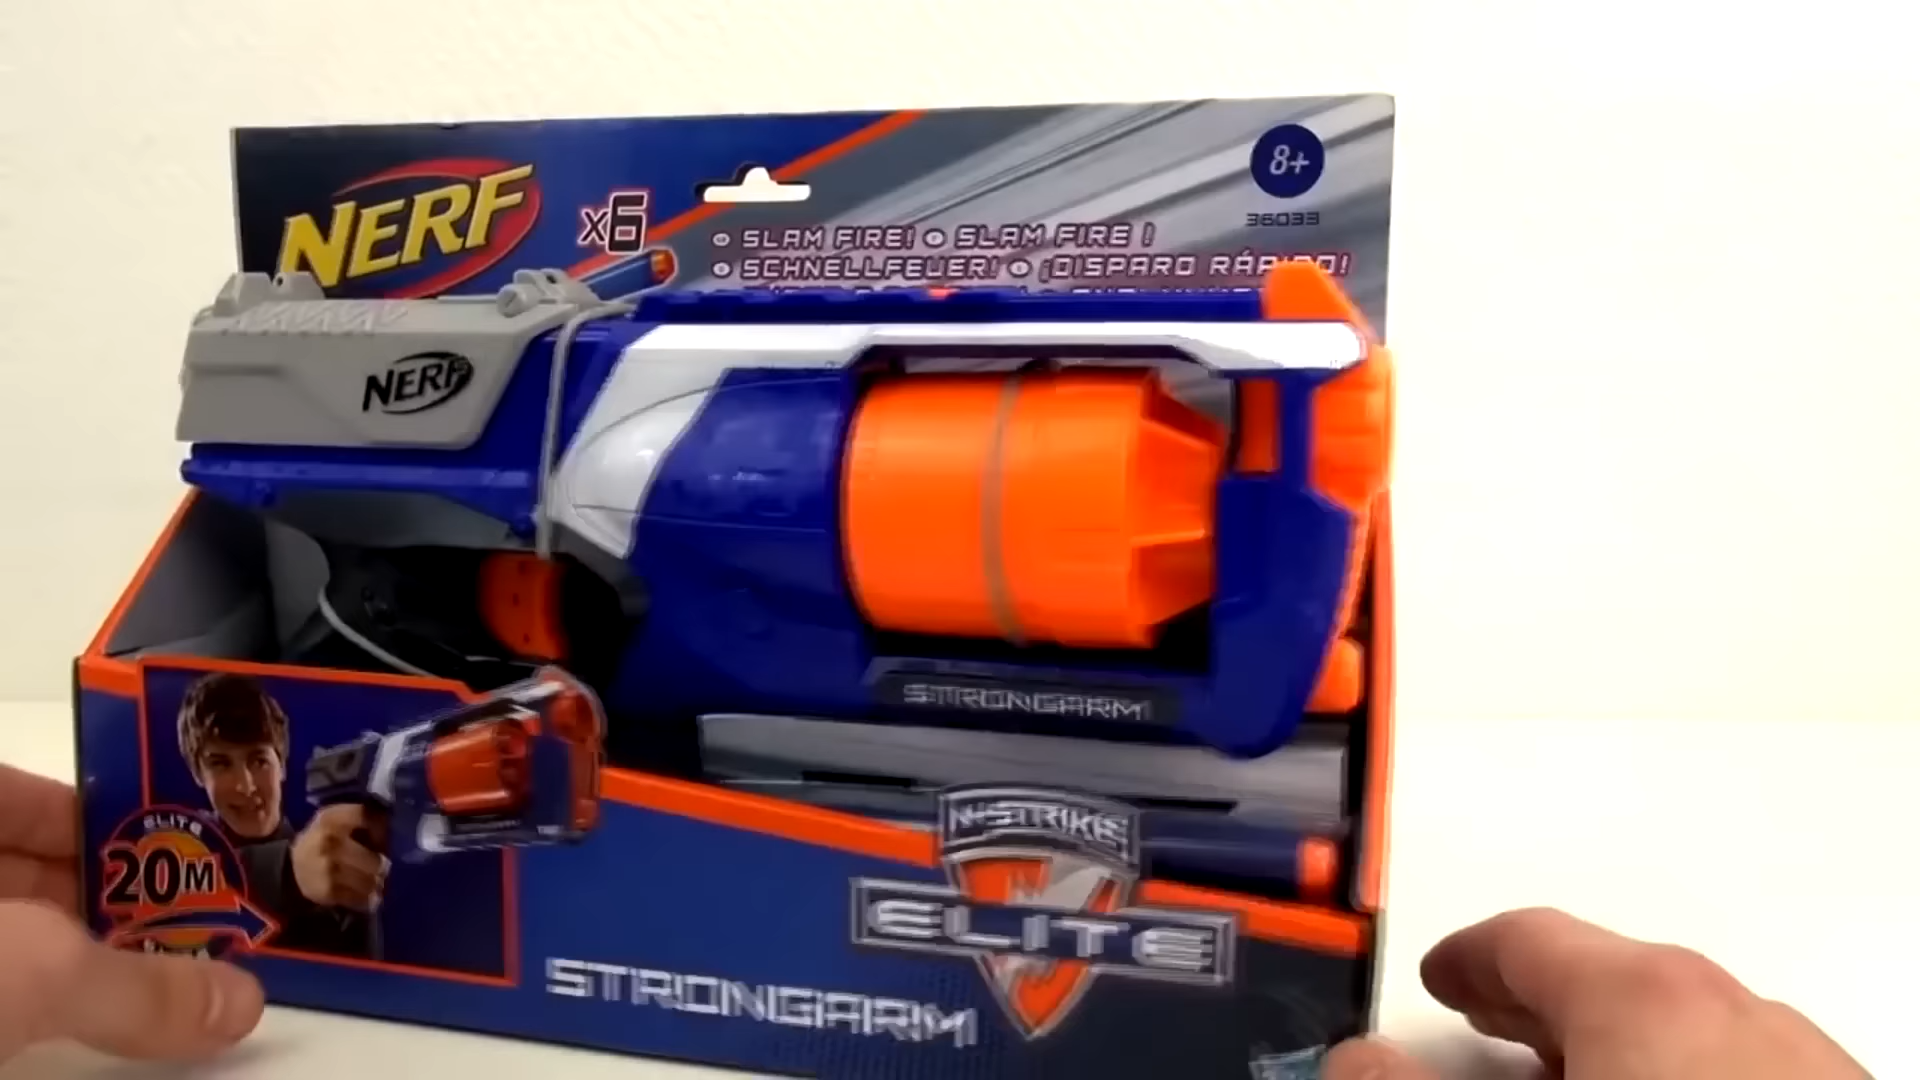 NERF
x6
8+
36033
SLAM FIRE! SLAM FIRE !
SCHNELLFEUER! ¡DISPARO RÁPIDO!
NERF
STRONGARM
ELITE
20M
N-STRIKE
ELITE
STRONGARM